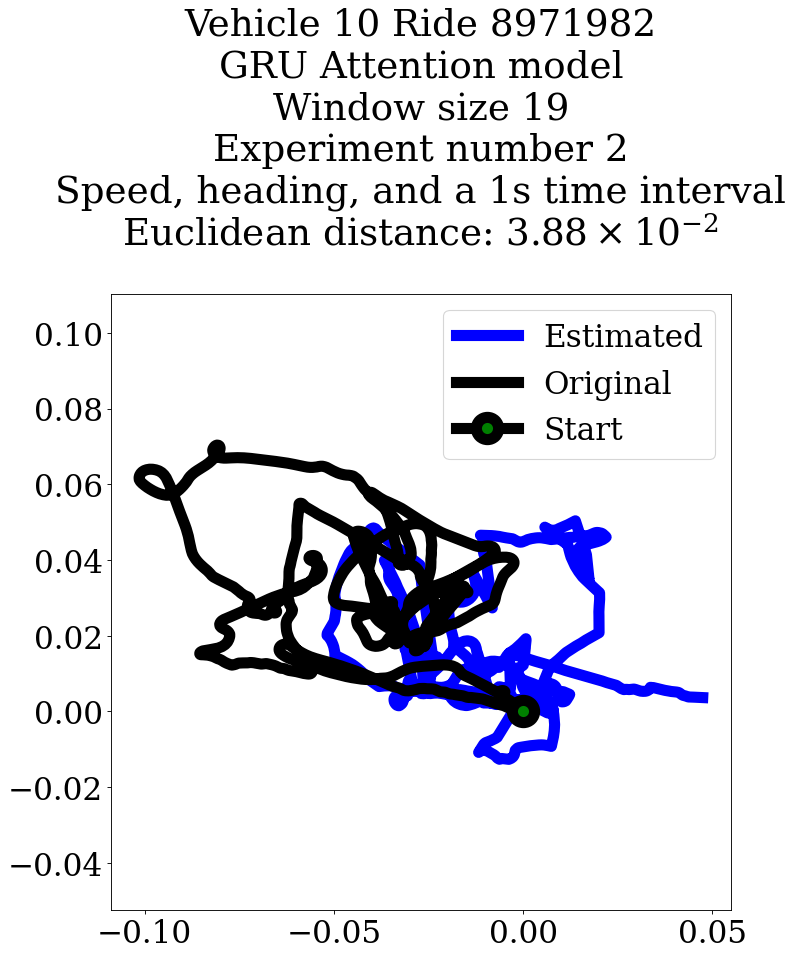 Vehicle 10 Ride 8971982
GRU Attention model
Window size 19
Experiment number 2
Speed, heading, and a 1s time interval
Euclidean distance: 3.88 × 10⁻²
Estimated
Original
Start
0.10
0.08
0.06
0.04
0.02
0.00
−0.02
−0.04
−0.10 −0.05 0.00 0.05